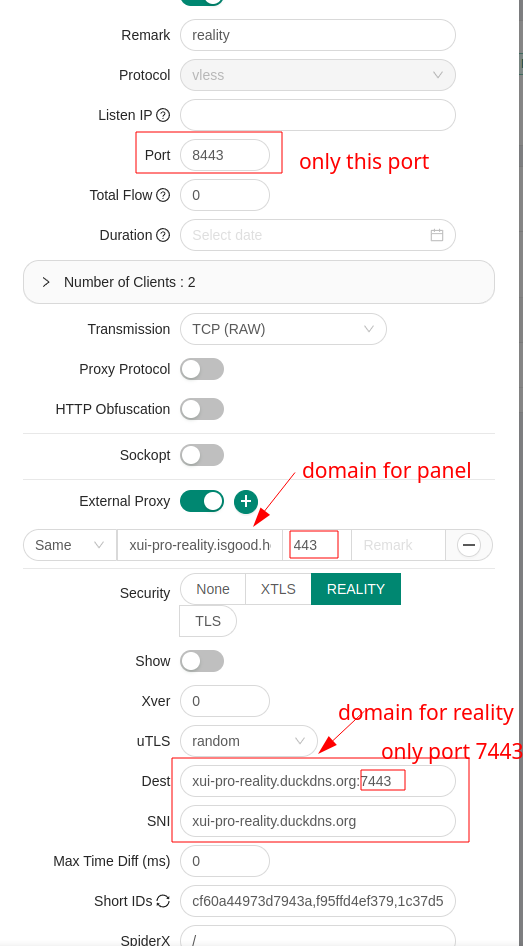 Remark reality
Protocol vless
Listen IP
Port 8443 only this port
Total Flow 0
Duration Select date
Number of Clients : 2
Transmission TCP (RAW)
Proxy Protocol
HTTP Obfuscation
Sockopt
domain for panel
External Proxy
Same xui-pro-reality.isgood.h 443 Remark
Security None XTLS REALITY
TLS
Show
Xver 0
domain for reality
uTLS random
only port 7443
Dest xui-pro-reality.duckdns.org:7443
SNI xui-pro-reality.duckdns.org
Max Time Diff (ms) 0
Short IDs cf60a44973d7943a,f95ffd4ef379,1c37d5
SpiderX /